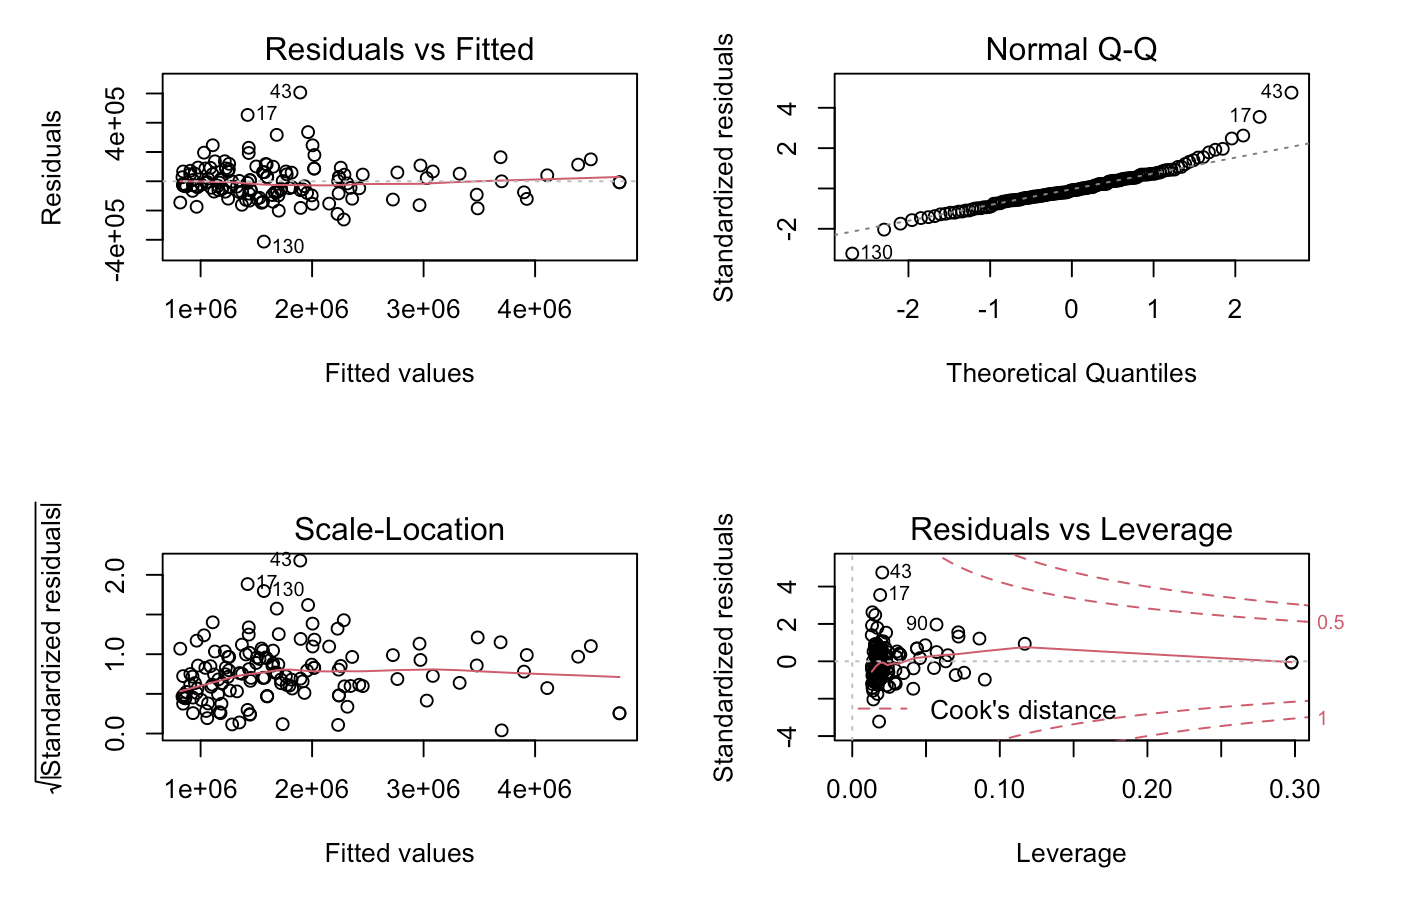 Residuals vs Fitted
Residuals
-4e+05
4e+05
43
17
130
1e+06
2e+06
3e+06
4e+06
Fitted values
Normal Q-Q
Standardized residuals
-2
2
4
43
17
130
-2
-1
0
1
2
Theoretical Quantiles
Scale-Location
√|Standardized residuals|
0.0
1.0
2.0
43
17
130
1e+06
2e+06
3e+06
4e+06
Fitted values
Residuals vs Leverage
Standardized residuals
-4
0
2
4
43
17
90
0.5
1
Cook's distance
0.00
0.10
0.20
0.30
Leverage